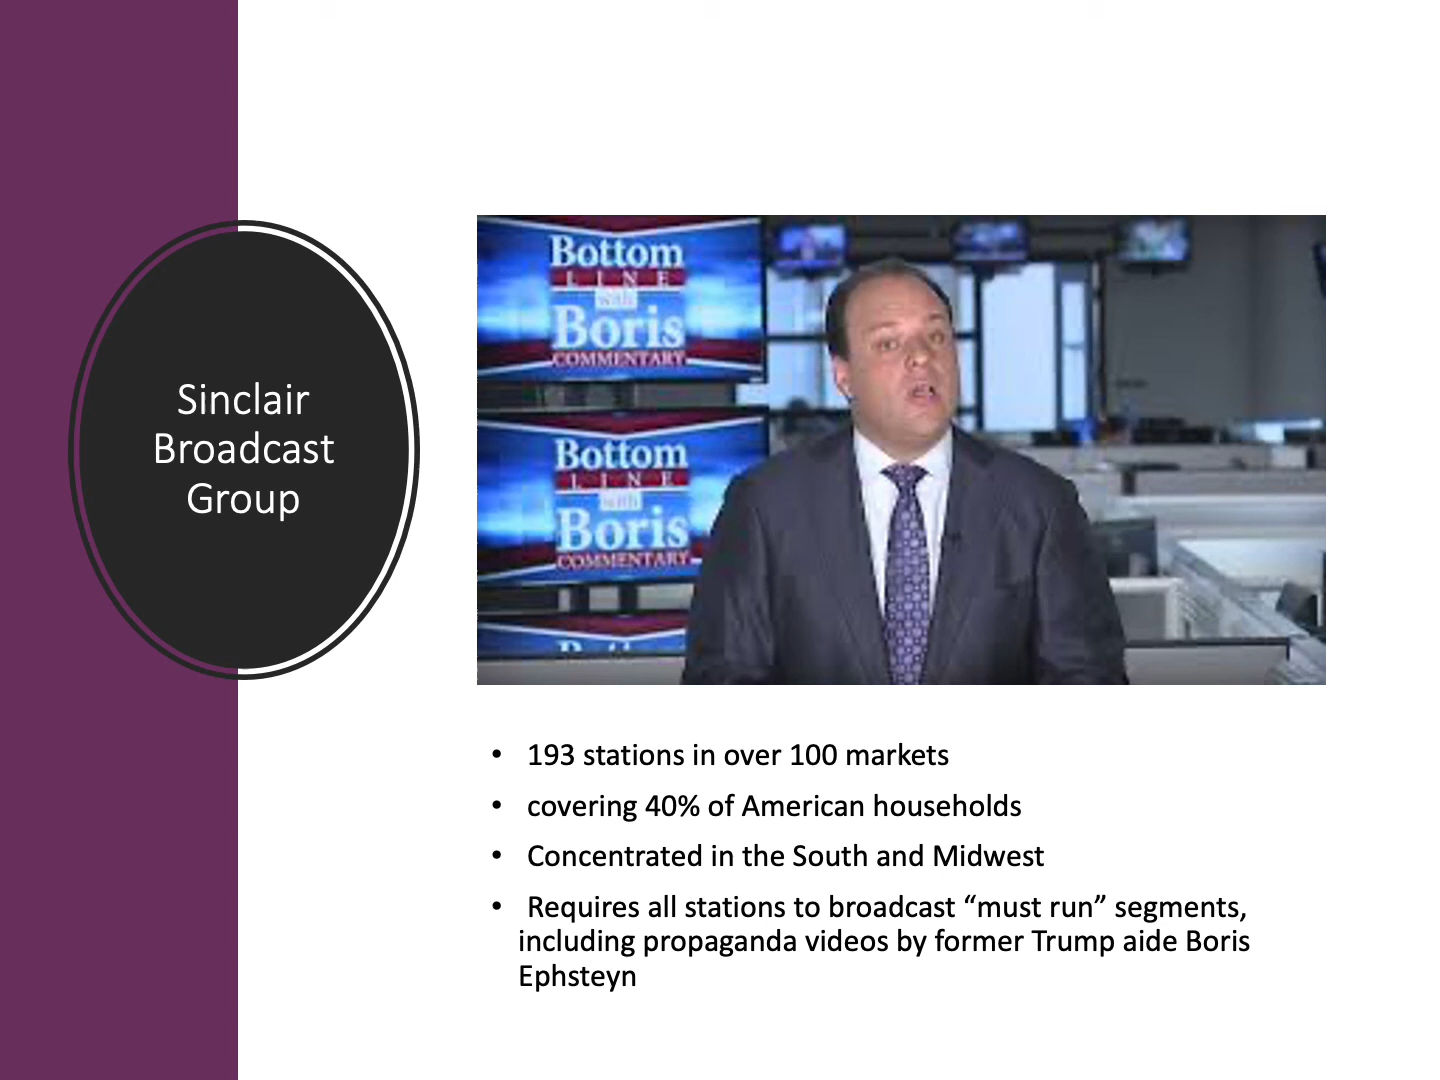 Sinclair
Broadcast
Group
Bottom
LINE
with
Boris
COMMENTARY
Bottom
LINE
with
Boris
COMMENTARY
• 193 stations in over 100 markets
• covering 40% of American households
• Concentrated in the South and Midwest
• Requires all stations to broadcast “must run” segments,
including propaganda videos by former Trump aide Boris
Ephsteyn